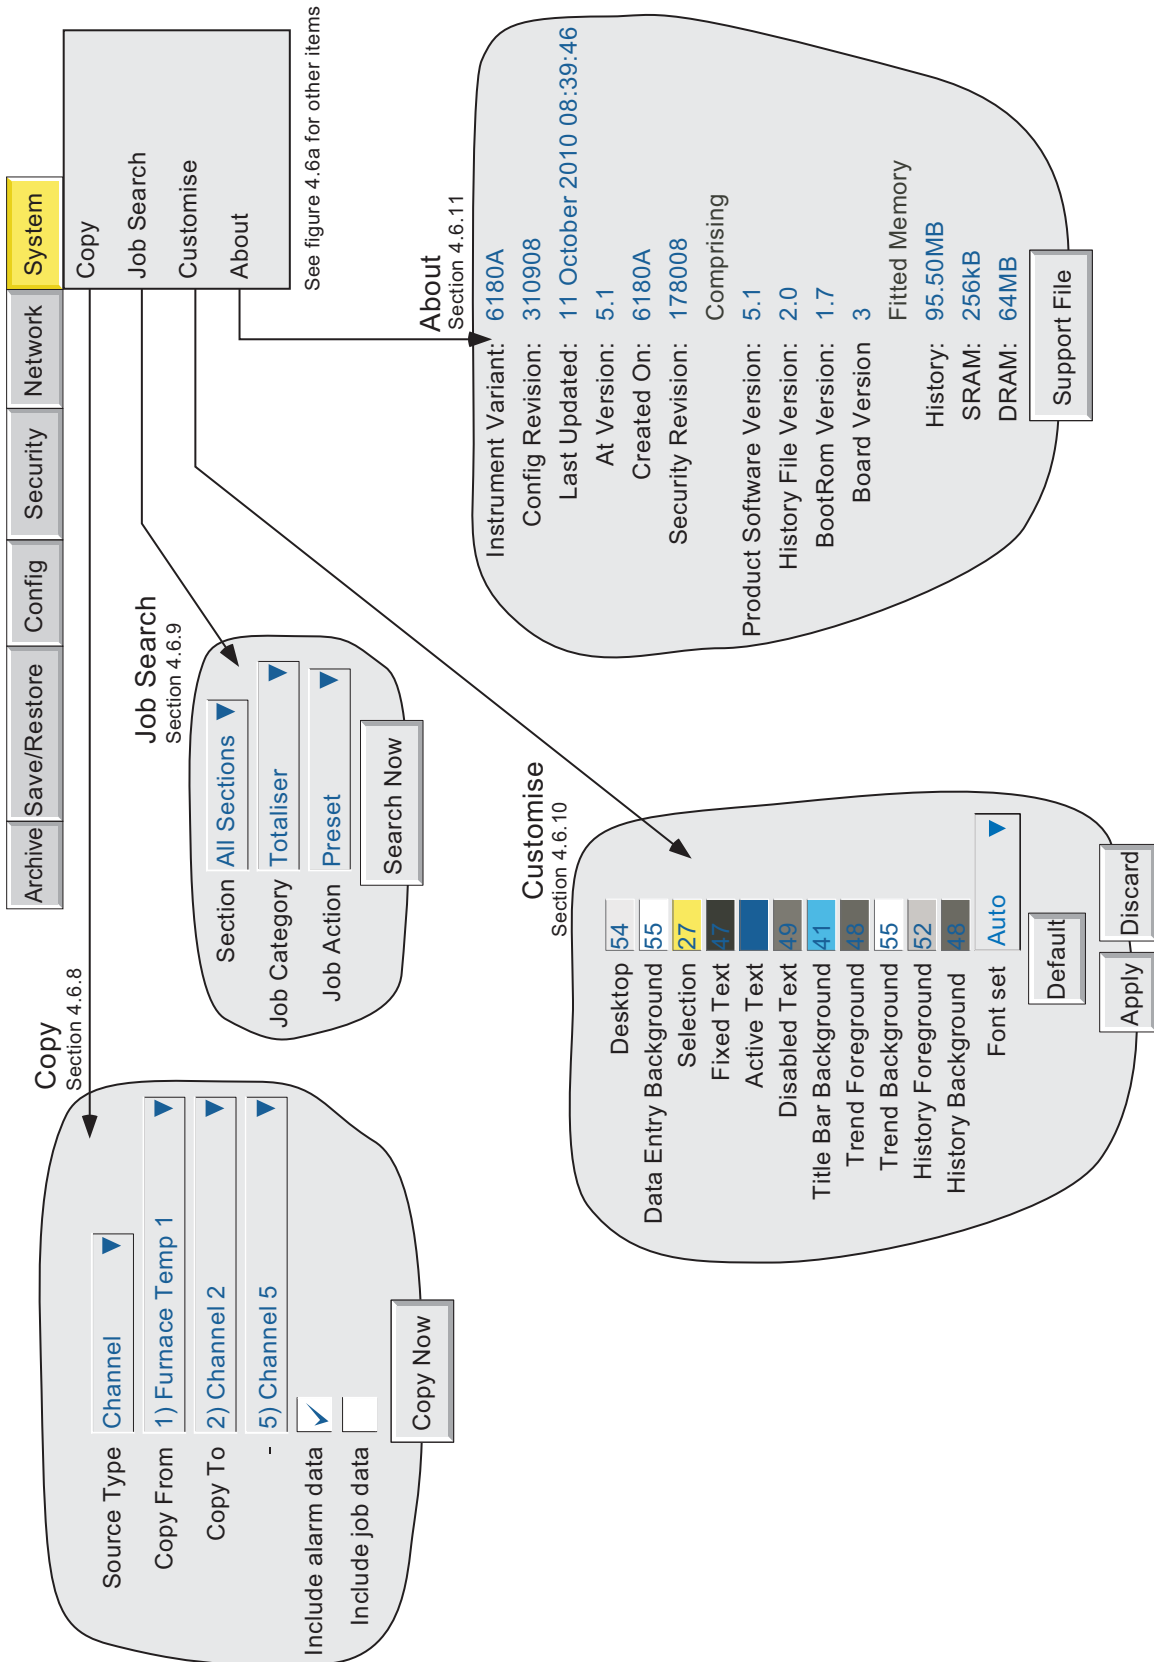 Archive Save/Restore Config Security Network System
Copy
Job Search
Customise
About
See figure 4.6a for other items
Copy
Section 4.6.8
Source Type Channel
Copy From 1) Furnace Temp 1
Copy To 2) Channel 2
- 5) Channel 5
Include alarm data
Include job data
Copy Now
Job Search
Section 4.6.9
Section All Sections
Job Category Totaliser
Job Action Preset
Search Now
Customise
Section 4.6.10
Desktop 54
Data Entry Background 55
Selection 27
Fixed Text 47
Active Text
Disabled Text 49
Title Bar Background 41
Trend Foreground 48
Trend Background 55
History Foreground 52
History Background 48
Font set Auto
Default
Apply Discard
About
Section 4.6.11
Instrument Variant: 6180A
Config Revision: 310908
Last Updated: 11 October 2010 08:39:46
At Version: 5.1
Created On: 6180A
Security Revision: 178008
Comprising
Product Software Version: 5.1
History File Version: 2.0
BootRom Version: 1.7
Board Version 3
Fitted Memory
History: 95.50MB
SRAM: 256kB
DRAM: 64MB
Support File